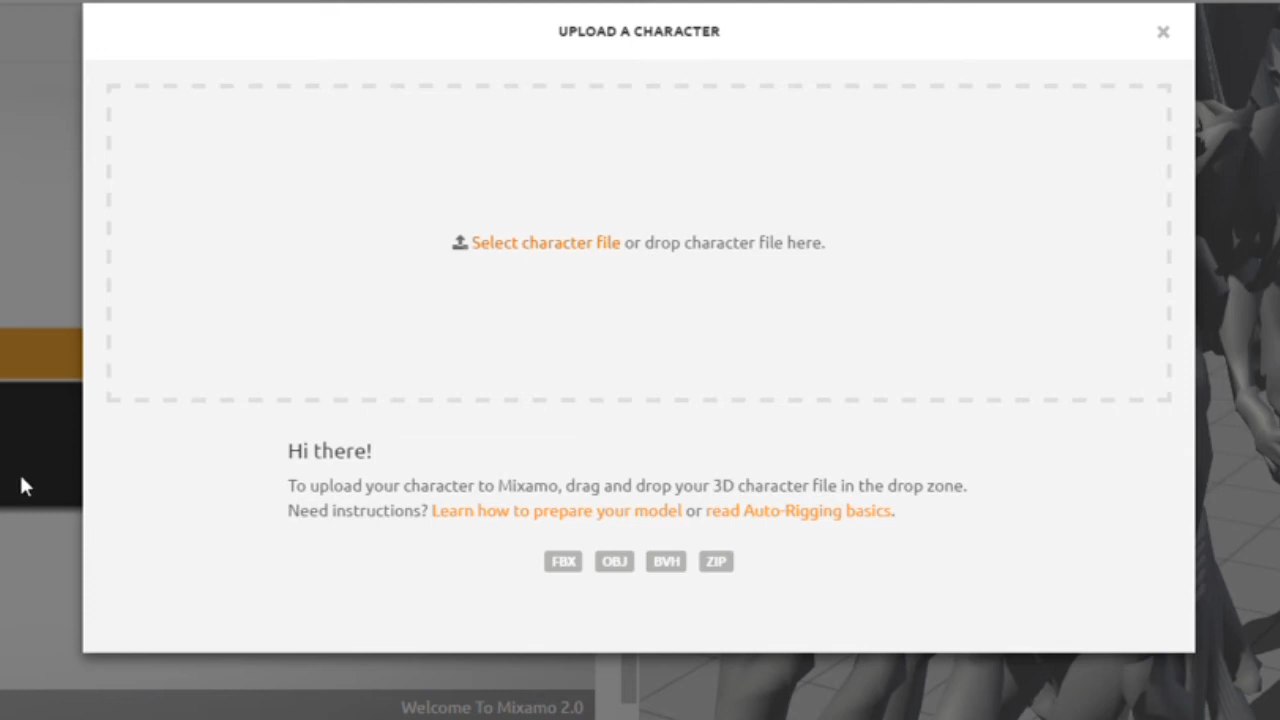 UPLOAD A CHARACTER
Select character file or drop character file here.
Hi there!
To upload your character to Mixamo, drag and drop your 3D character file in the drop zone.
Need instructions? Learn how to prepare your model or read Auto-Rigging basics.
FBX OBJ BVH ZIP
Welcome To Mixamo 2.0